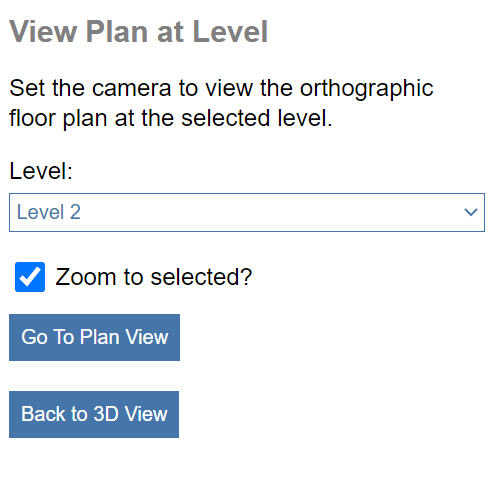 View Plan at Level
Set the camera to view the orthographic
floor plan at the selected level.
Level:
Level 2
Zoom to selected?
Go To Plan View
Back to 3D View